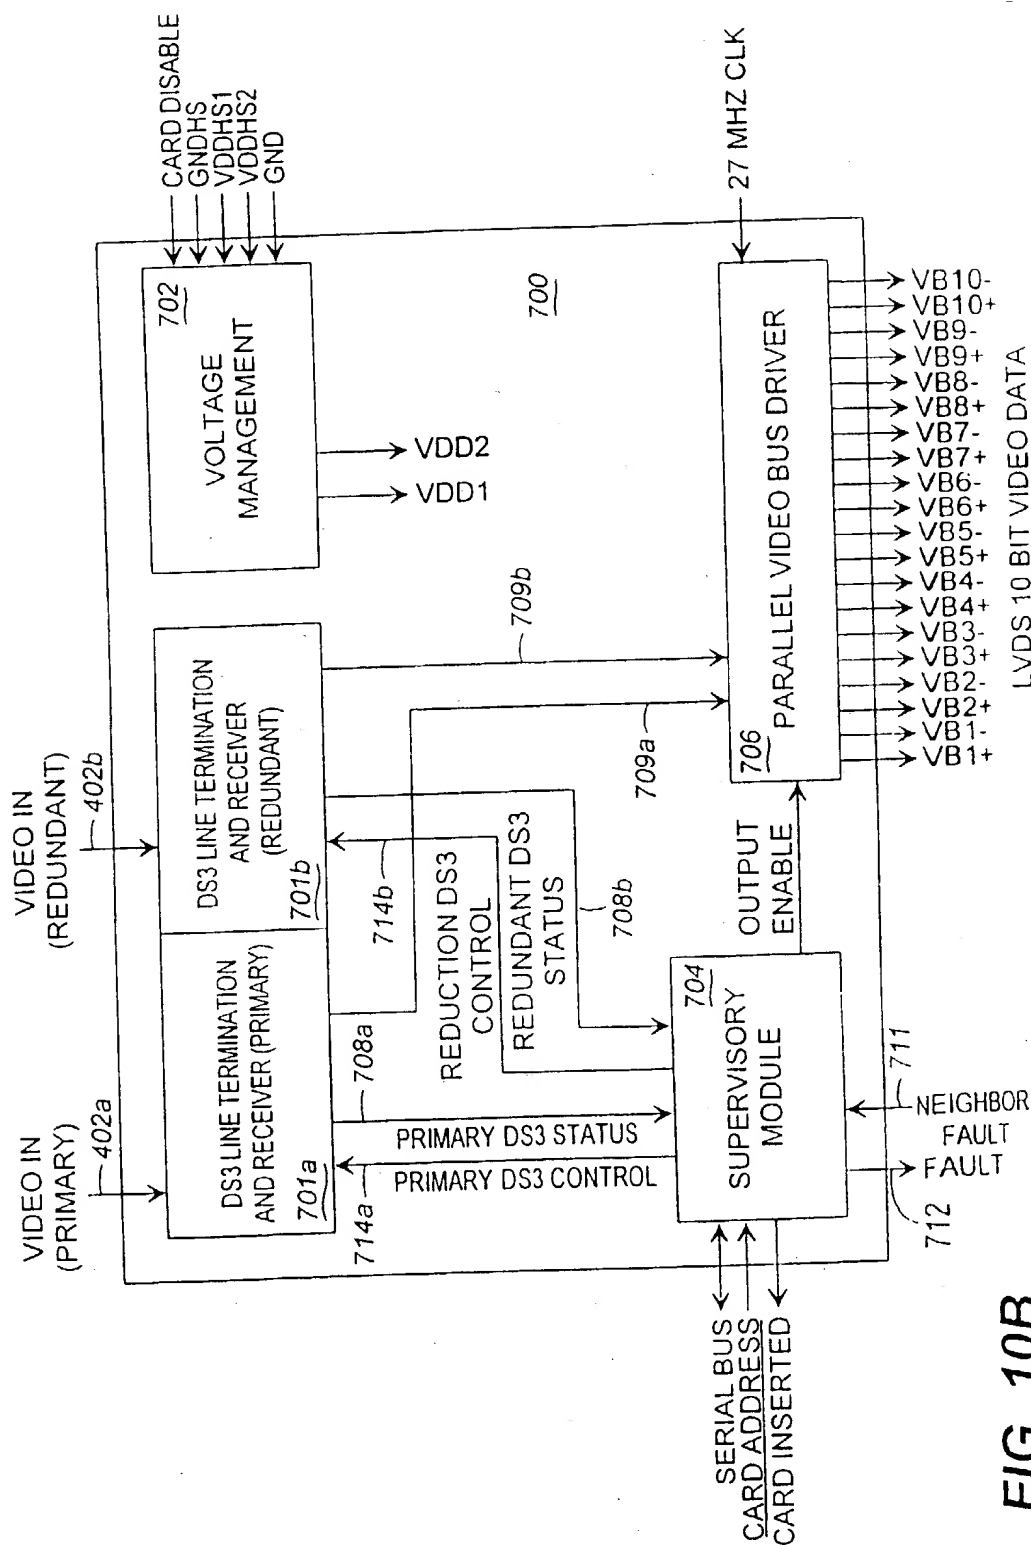 VIDEO IN
(PRIMARY)
402a
VIDEO IN
(REDUNDANT)
402b
DS3 LINE TERMINATION
AND RECEIVER (PRIMARY)
701a
DS3 LINE TERMINATION
AND RECEIVER
(REDUNDANT)
701b
702
VOLTAGE
MANAGEMENT
CARD DISABLE
GNDHS
VDDHS1
VDDHS2
GND
VDD1
VDD2
700
714a
708a
714b
709a
709b
708b
PRIMARY DS3 STATUS
PRIMARY DS3 CONTROL
REDUCTION DS3
CONTROL
REDUNDANT DS3
STATUS
704
SUPERVISORY
MODULE
OUTPUT
ENABLE
706
PARALLEL VIDEO BUS DRIVER
27 MHZ CLK
SERIAL BUS
CARD ADDRESS
CARD INSERTED
712
FAULT
711
NEIGHBOR
FAULT
VB1+
VB1-
VB2+
VB2-
VB3+
VB3-
VB4+
VB4-
VB5+
VB5-
VB6+
VB6-
VB7+
VB7-
VB8+
VB8-
VB9+
VB9-
VB10+
VB10-
LVDS 10 BIT VIDEO DATA
FIG. 10B